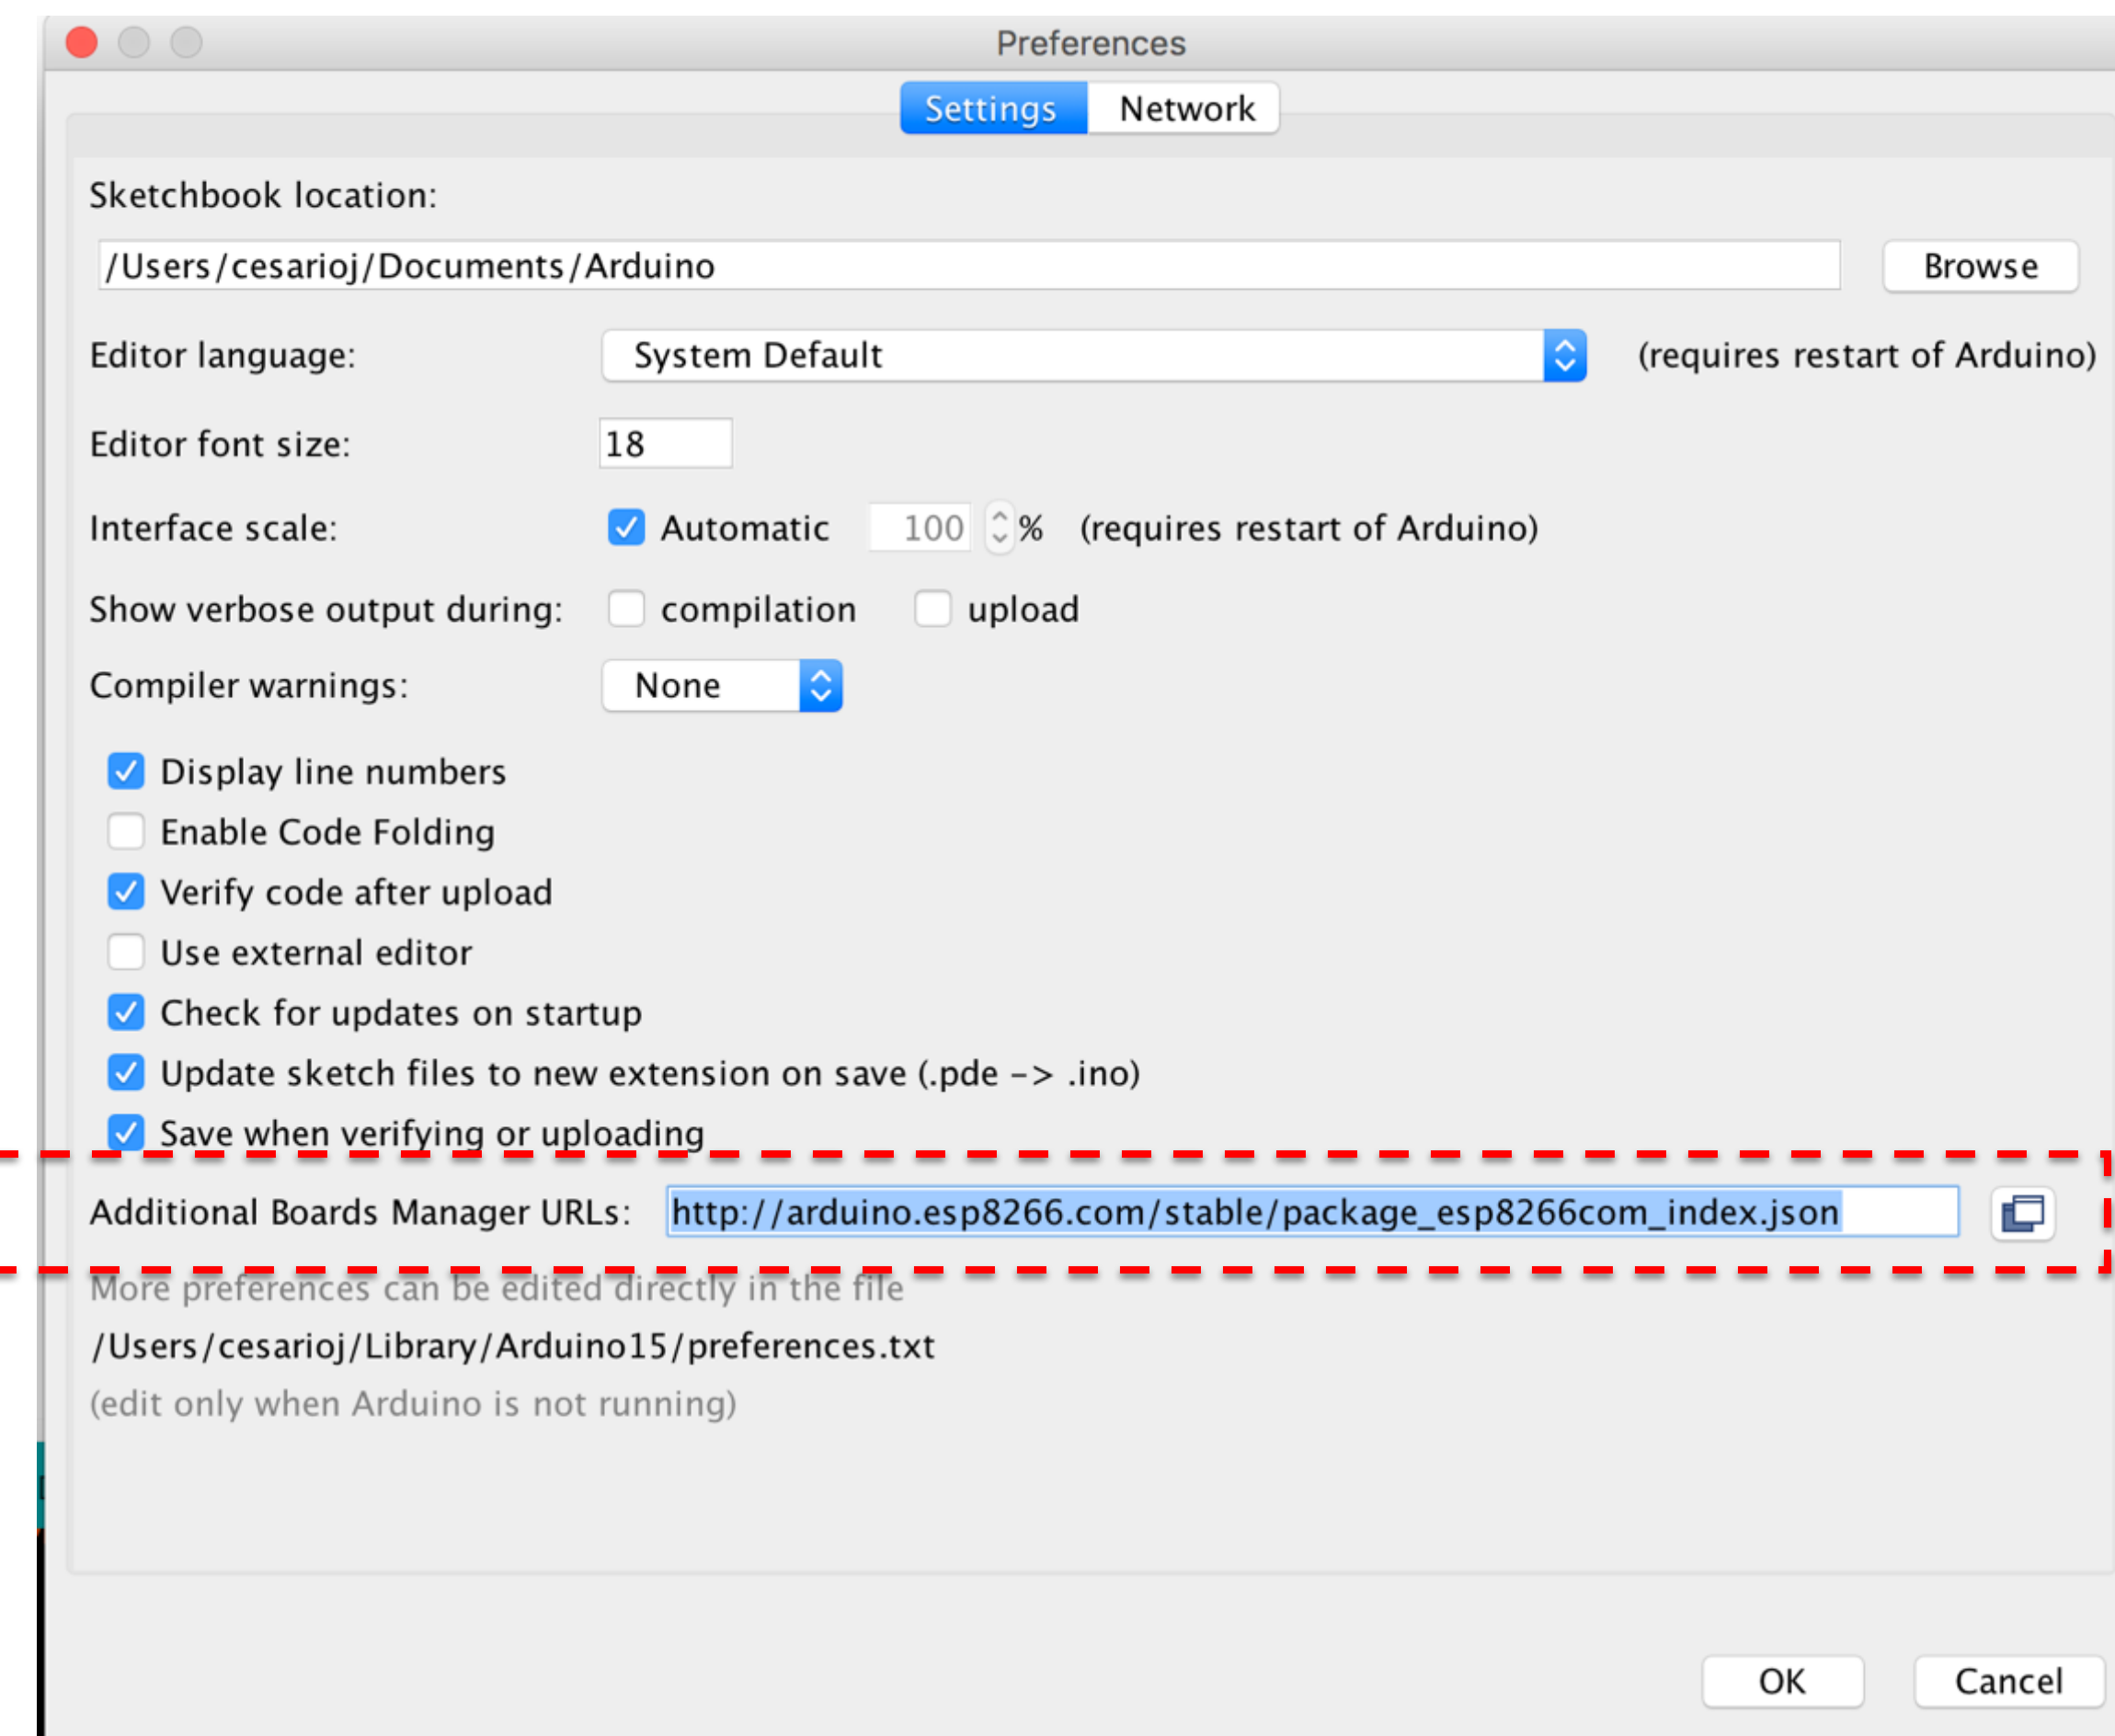 Preferences
Settings Network
Sketchbook location:
/Users/cesarioj/Documents/Arduino Browse
Editor language: System Default (requires restart of Arduino)
Editor font size: 18
Interface scale: Automatic 100 % (requires restart of Arduino)
Show verbose output during: compilation upload
Compiler warnings: None
Display line numbers
Enable Code Folding
Verify code after upload
Use external editor
Check for updates on startup
Update sketch files to new extension on save (.pde -> .ino)
Save when verifying or uploading
Additional Boards Manager URLs: http://arduino.esp8266.com/stable/package_esp8266com_index.json
More preferences can be edited directly in the file
/Users/cesarioj/Library/Arduino15/preferences.txt
(edit only when Arduino is not running)
OK Cancel